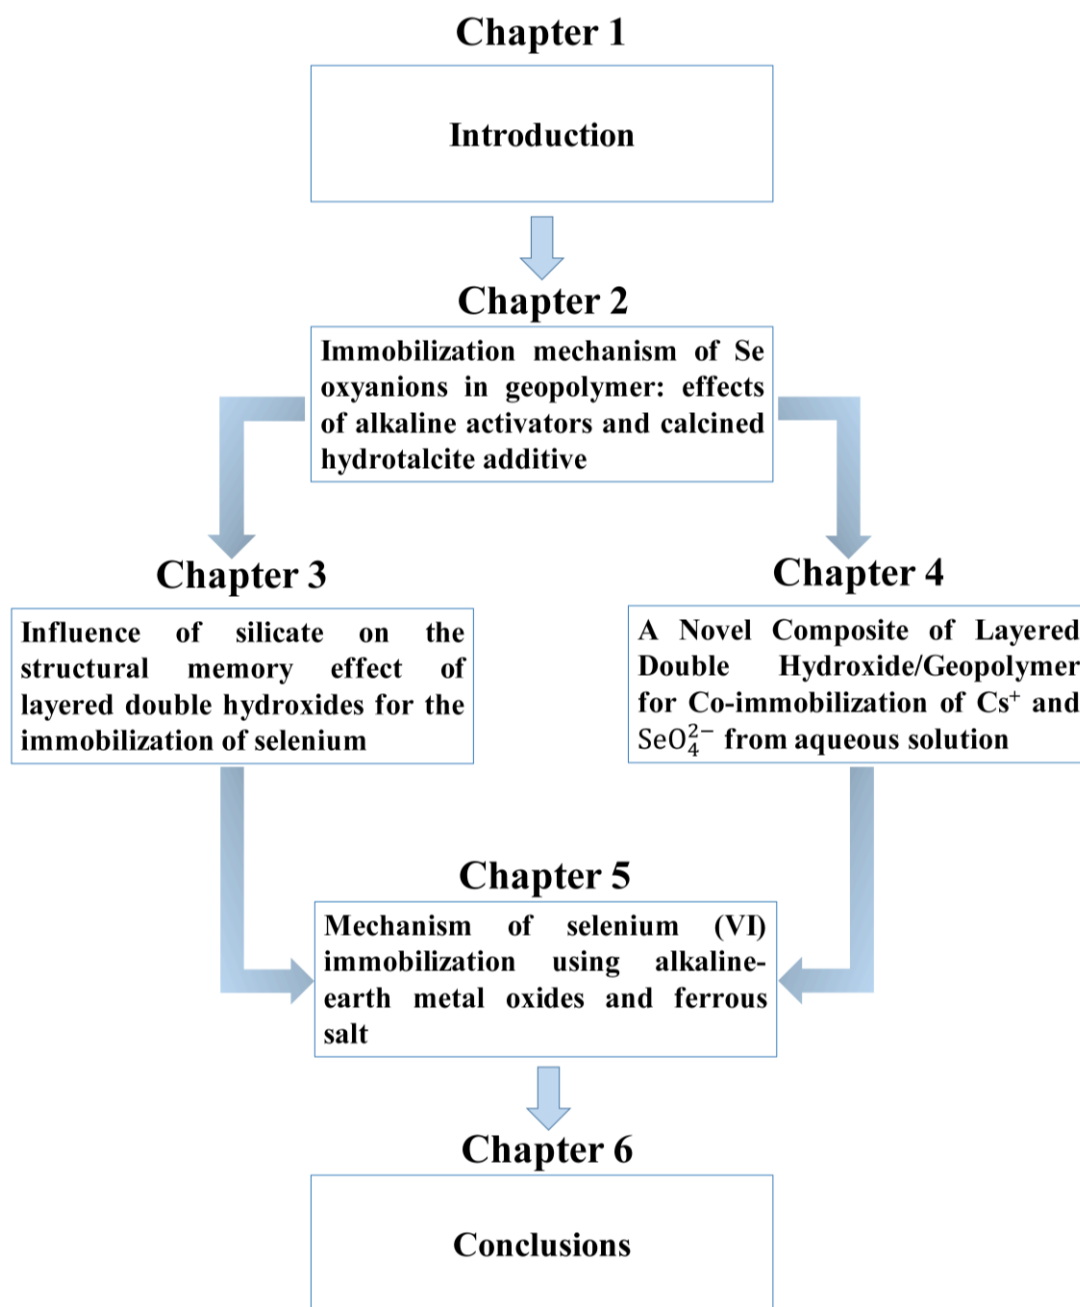 Chapter 1
Introduction
Chapter 2
Immobilization mechanism of Se
oxyanions in geopolymer: effects
of alkaline activators and calcined
hydrotalcite additive
Chapter 3
Influence of silicate on the
structural memory effect of
layered double hydroxides for the
immobilization of selenium
Chapter 4
A Novel Composite of Layered
Double Hydroxide/Geopolymer
for Co-immobilization of Cs⁺ and
SeO₄²⁻ from aqueous solution
Chapter 5
Mechanism of selenium (VI)
immobilization using alkaline-
earth metal oxides and ferrous
salt
Chapter 6
Conclusions